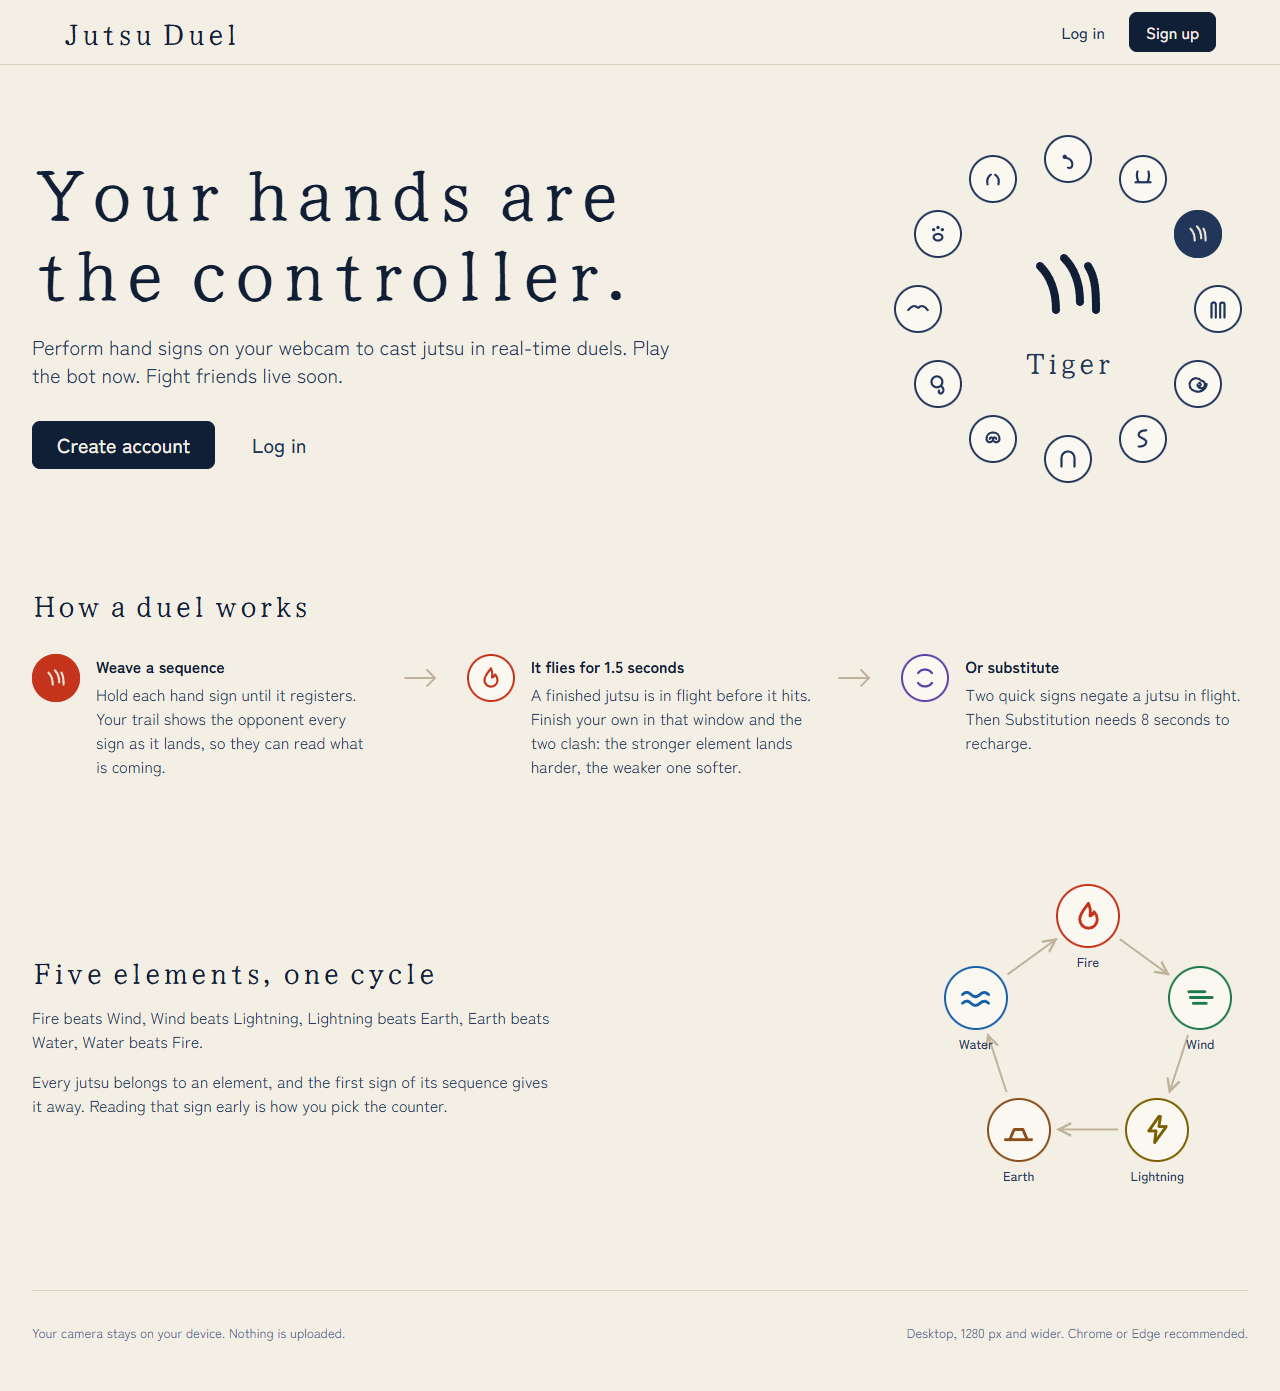 Jutsu Duel
Log in
Sign up
Your hands are
the controller.
Perform hand signs on your webcam to cast jutsu in real-time duels. Play
the bot now. Fight friends live soon.
Create account
Log in
Tiger
How a duel works
Weave a sequence
Hold each hand sign until it registers.
Your trail shows the opponent every
sign as it lands, so they can read what
is coming.
It flies for 1.5 seconds
A finished jutsu is in flight before it hits.
Finish your own in that window and the
two clash: the stronger element lands
harder, the weaker one softer.
Or substitute
Two quick signs negate a jutsu in flight.
Then Substitution needs 8 seconds to
recharge.
Five elements, one cycle
Fire beats Wind, Wind beats Lightning, Lightning beats Earth, Earth beats
Water, Water beats Fire.
Every jutsu belongs to an element, and the first sign of its sequence gives
it away. Reading that sign early is how you pick the counter.
Fire
Water
Wind
Earth
Lightning
Your camera stays on your device. Nothing is uploaded.
Desktop, 1280 px and wider. Chrome or Edge recommended.